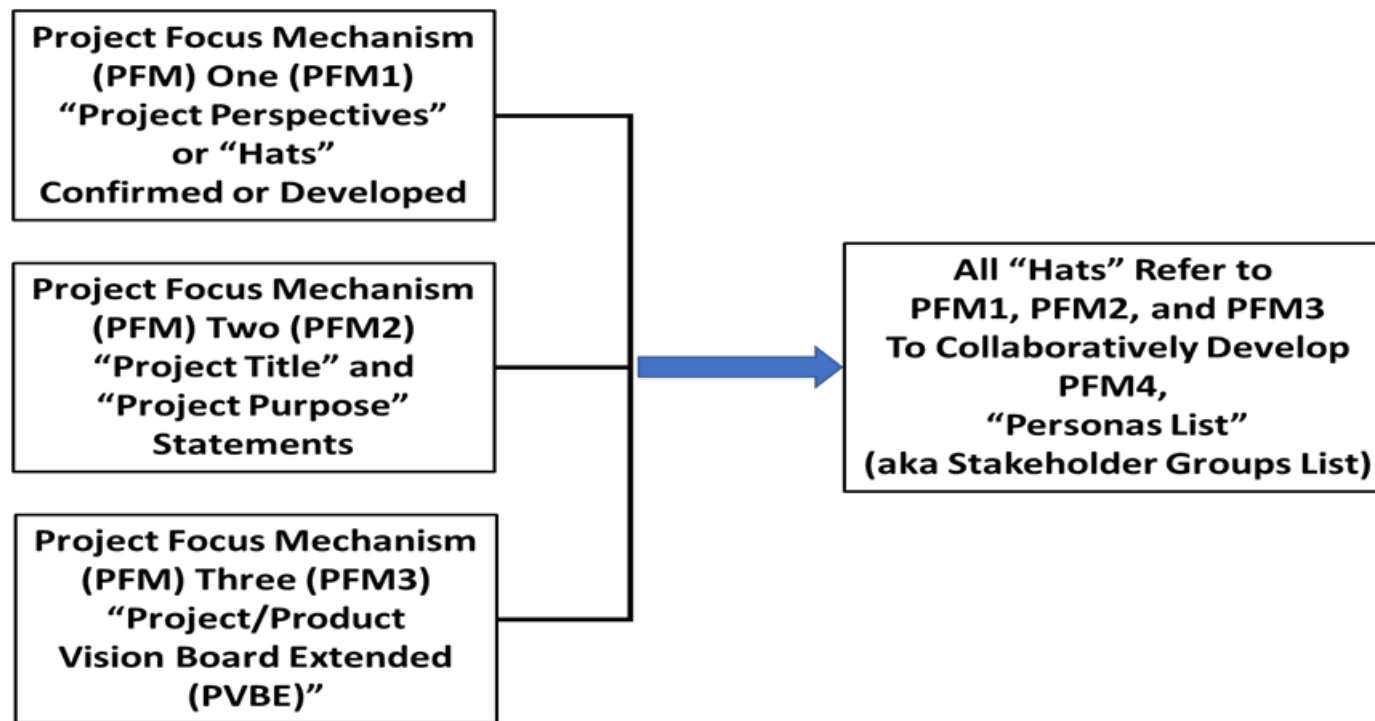 Project Focus Mechanism
(PFM) One (PFM1)
“Project Perspectives”
or “Hats”
Confirmed or Developed
Project Focus Mechanism
(PFM) Two (PFM2)
“Project Title” and
“Project Purpose”
Statements
Project Focus Mechanism
(PFM) Three (PFM3)
“Project/Product
Vision Board Extended
(PVBE)”
All “Hats” Refer to
PFM1, PFM2, and PFM3
To Collaboratively Develop
PFM4,
“Personas List”
(aka Stakeholder Groups List)